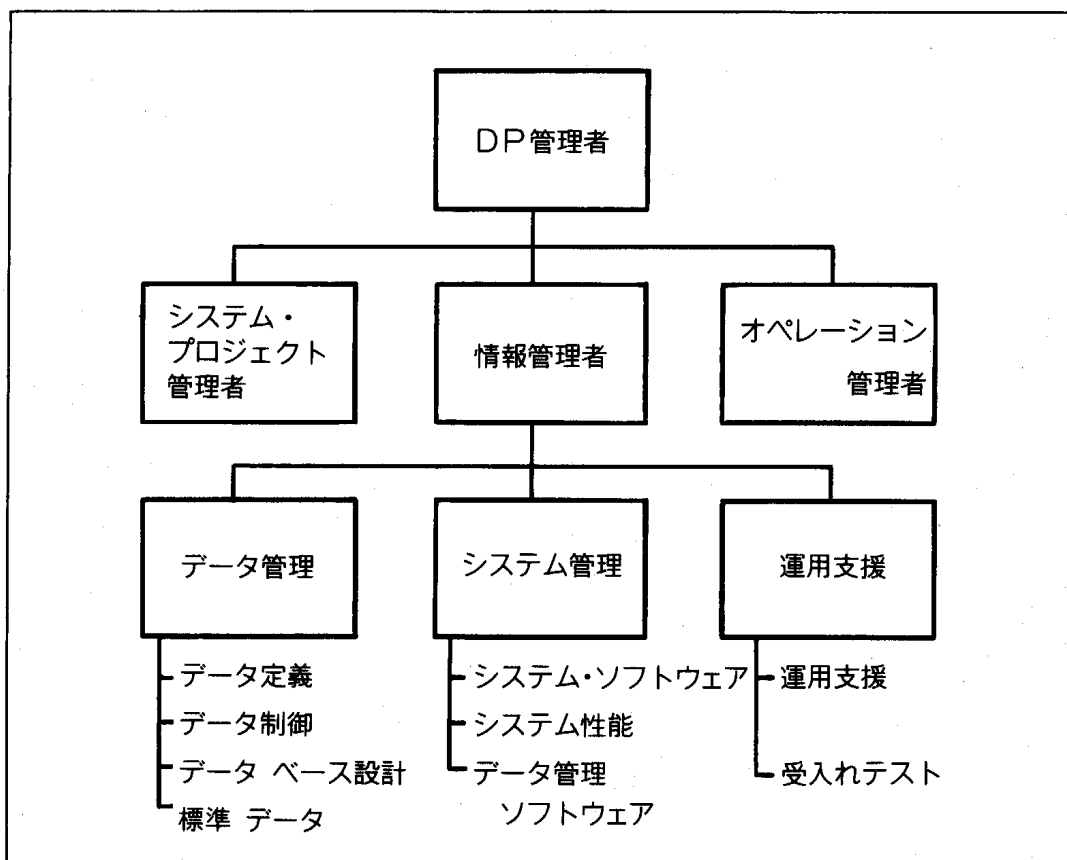 DP管理者
システム・
プロジェクト
管理者
情報管理者
オペレーション
管理者
データ管理
システム管理
運用支援
データ定義
データ制御
データ ベース設計
標準 データ
システム・ソフトウェア
システム性能
データ管理
ソフトウェア
運用支援
受入れテスト